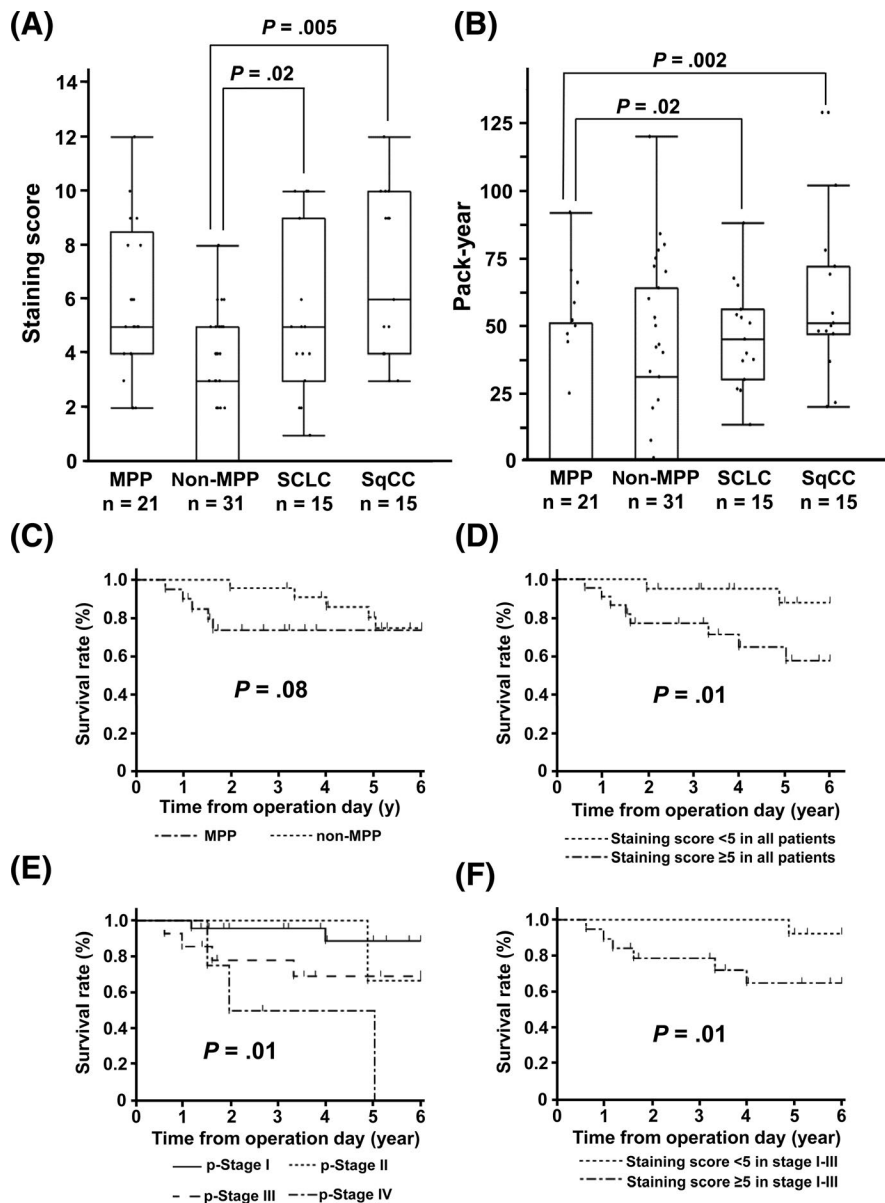 (A)
P = .005
P = .02
Staining score
14
12
10
8
6
4
2
0
MPP Non-MPP SCLC SqCC
n = 21 n = 31 n = 15 n = 15
(B)
P = .002
P = .02
Pack-year
125
100
75
50
25
0
MPP Non-MPP SCLC SqCC
n = 21 n = 31 n = 15 n = 15
(C)
Survival rate (%)
1.0
0.8
0.6
0.4
0.2
0
P = .08
1 2 3 4 5 6
Time from operation day (y)
MPP non-MPP
(D)
Survival rate (%)
1.0
0.8
0.6
0.4
0.2
0
P = .01
0 1 2 3 4 5 6
Time from operation day (year)
Staining score <5 in all patients
Staining score ≥5 in all patients
(E)
Survival rate (%)
1.0
0.8
0.6
0.4
0.2
0
P = .01
0 1 2 3 4 5 6
Time from operation day (year)
p-Stage I p-Stage II
p-Stage III p-Stage IV
(F)
Survival rate (%)
1.0
0.8
0.6
0.4
0.2
0
P = .01
0 1 2 3 4 5 6
Time from operation day (year)
Staining score <5 in stage I-III
Staining score ≥5 in stage I-III